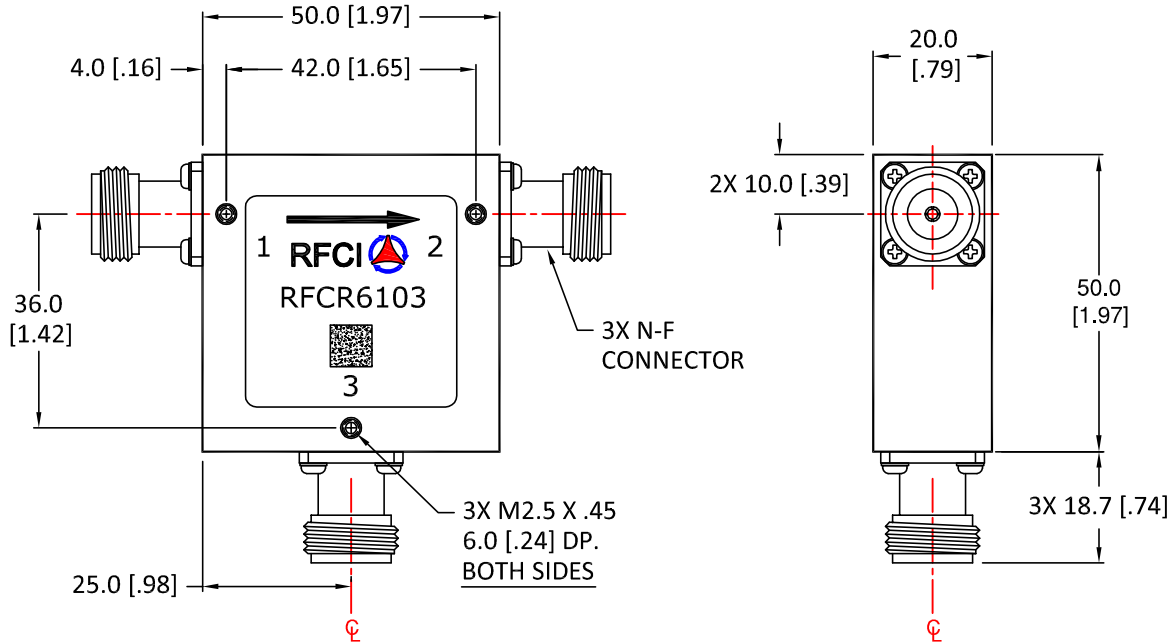 50.0 [1.97]
4.0 [.16]
42.0 [1.65]
20.0
[.79]
2X 10.0 [.39]
1
2
RFCI
RFCR6103
36.0
[1.42]
3X N-F
CONNECTOR
50.0
[1.97]
3
3X M2.5 X .45
6.0 [.24] DP.
BOTH SIDES
3X 18.7 [.74]
25.0 [.98]
℄
℄